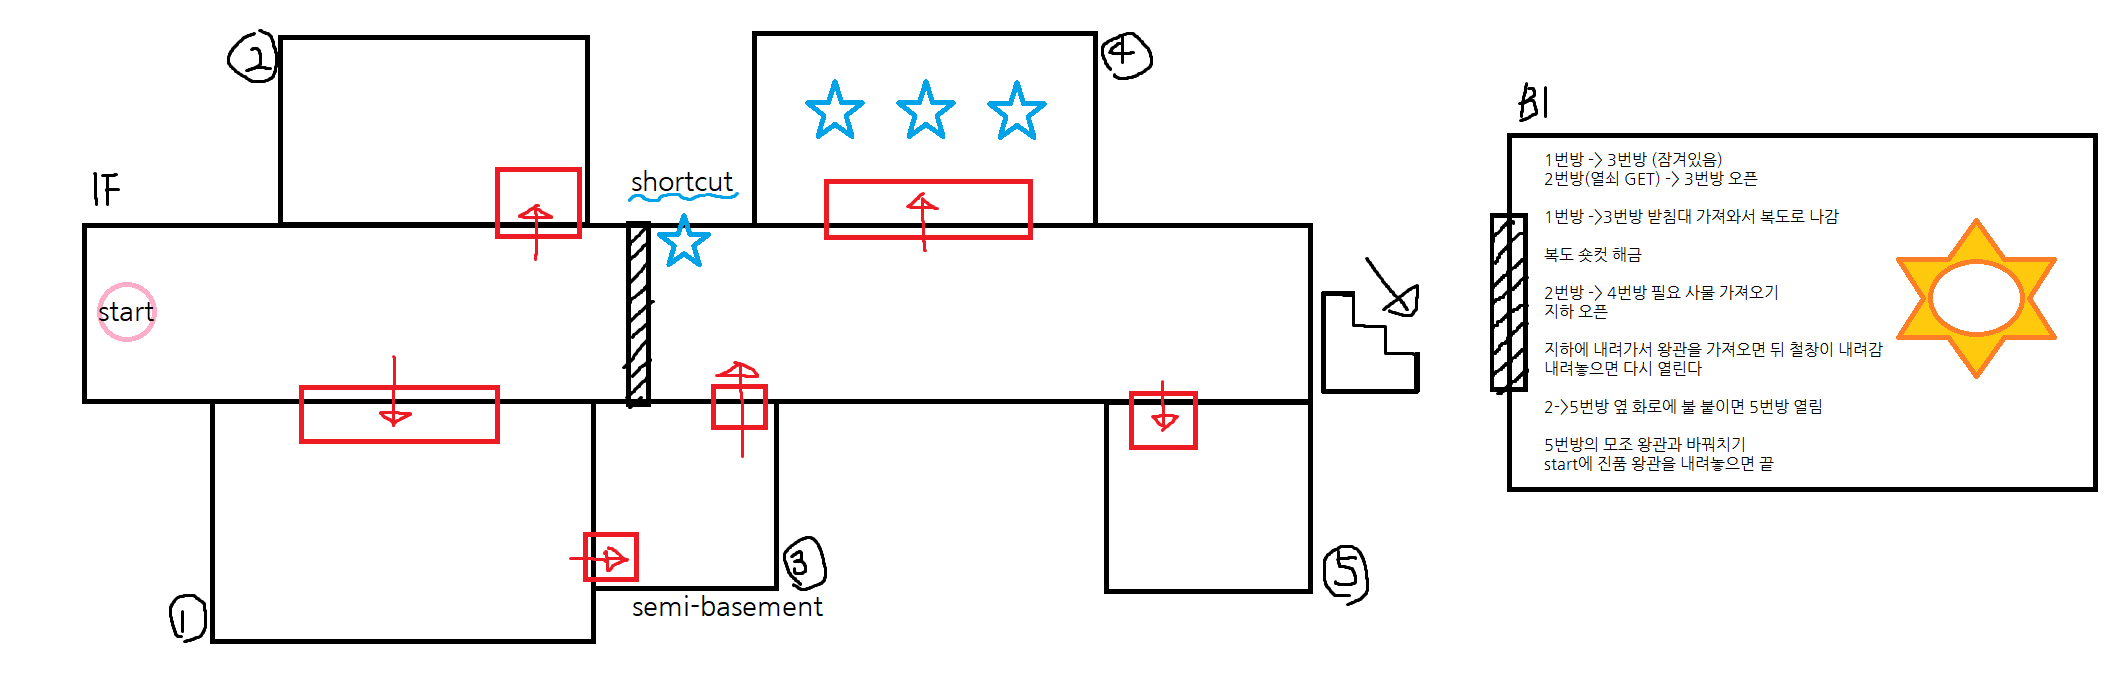 2
4
B1
1F
shortcut
start
1번방 -> 3번방 (잠겨있음)
2번방(열쇠 GET) -> 3번방 오픈
1번방 ->3번방 받침대 가져와서 복도로 나감
복도 숏컷 해금
2번방 -> 4번방 필요 사물 가져오기
지하 오픈
지하에 내려가서 왕관을 가져오면 뒤 철창이 내려감
내려놓으면 다시 열린다
2->5번방 옆 화로에 불 붙이면 5번방 열림
5번방의 모조 왕관과 바꿔치기
start에 진품 왕관을 내려놓으면 끝
3
5
1
semi-basement